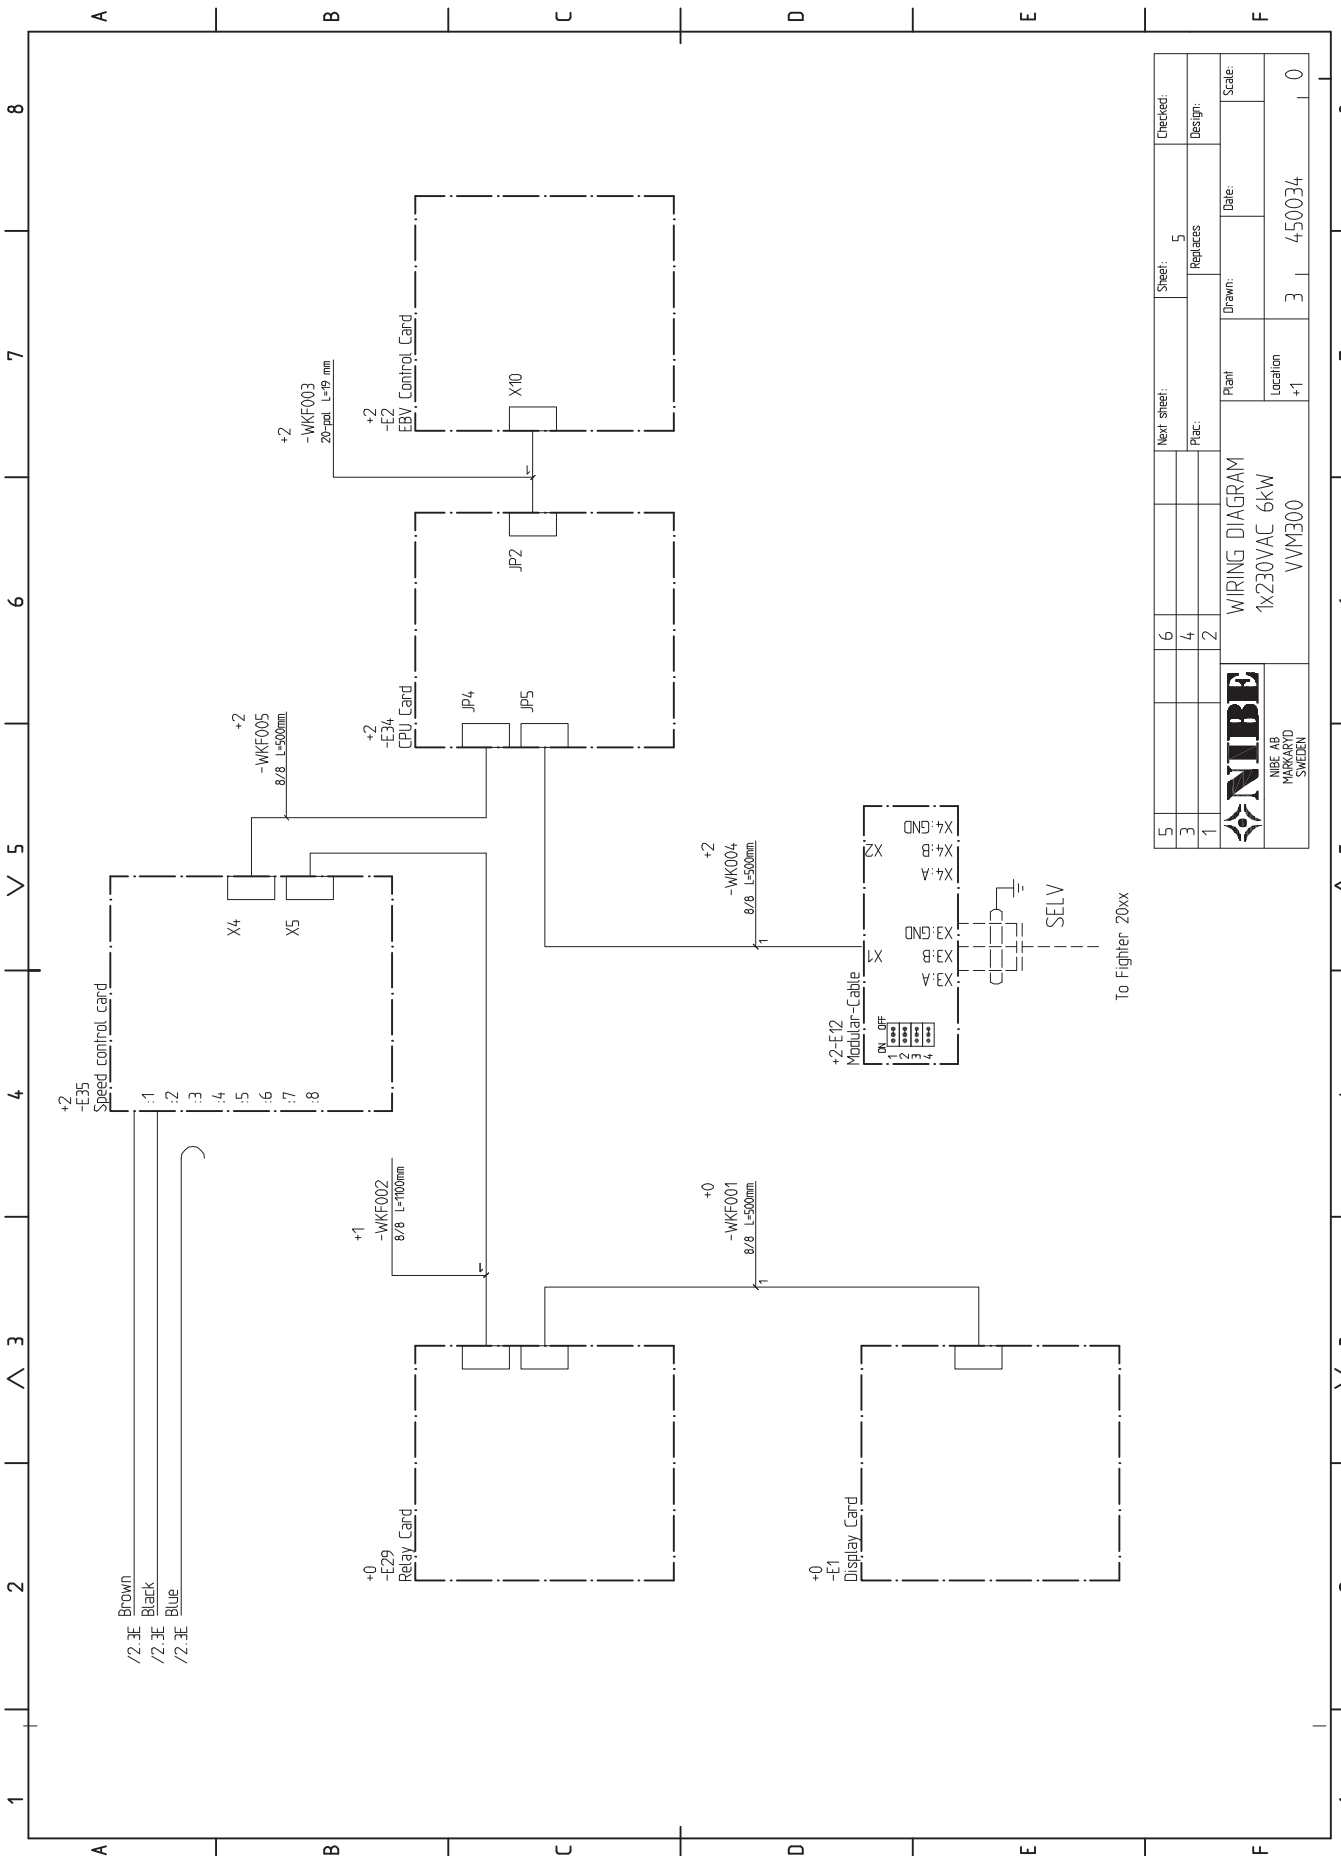 1 2 3 4 5 6 7 8
A
B
C
D
E
F
A
B
C
D
E
F
/2.3E Brown
/2.3E Black
/2.3E Blue
+2
-E35
Speed control card
:1
:2
:3
:4
:5
:6
:7
:8
X4
X5
+2
-WKF005
8/8 L=500mm
+1
-WKF002
8/8 L=1100mm
1
+2
-WKF003
20-pol L=19 mm
1
+0
-E29
Relay Card
+2
-E34
CPU Card
JP4
JP5
JP2
+2
-E2
EBV Control Card
X10
+0
-WKF001
8/8 L=500mm
1
+2
-WK004
8/8 L=500mm
1
+0
-E1
Display Card
+2-E12
Modular-Cable
ON OFF
1
2
3
4
X1
X2
X3:A
X3:B
X3:GND
X4:A
X4:B
X4:GND
SELV
To Fighter 20xx
5 6
3 4
1 2
Next sheet:
Sheet: 5
Checked:
Plac:
Replaces
Design:
NIBE
NIBE AB
MARKARYD
SWEDEN
WIRING DIAGRAM
1x230VAC 6kW
VVM300
Plant
Drawn:
Date:
Scale:
Location
+1
3
450034
0